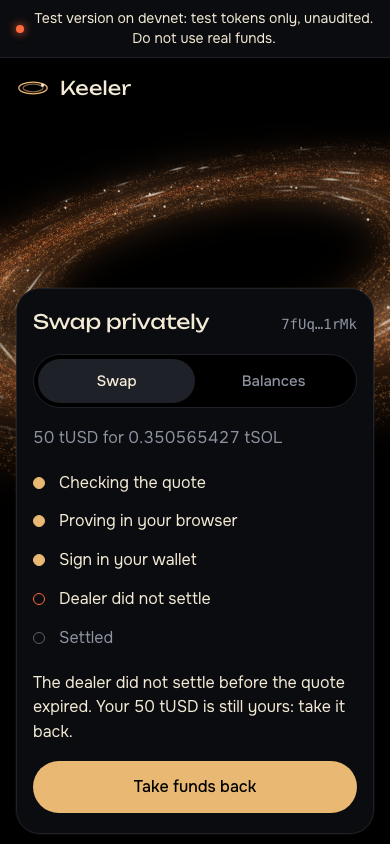 Test version on devnet: test tokens only, unaudited.
Do not use real funds.
Keeler
Swap privately
7fUq…1rMk
Swap
Balances
50 tUSD for 0.350565427 tSOL
Checking the quote
Proving in your browser
Sign in your wallet
Dealer did not settle
Settled
The dealer did not settle before the quote
expired. Your 50 tUSD is still yours: take it
back.
Take funds back